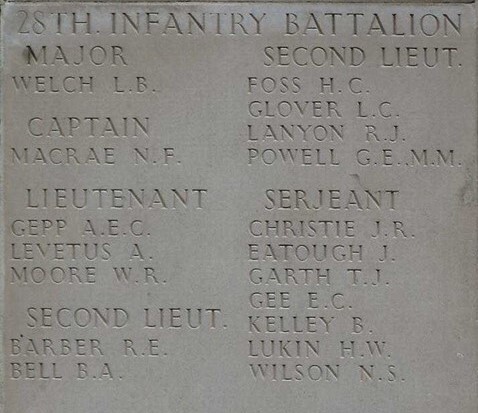 28TH. INFANTRY BATTALION
MAJOR
WELCH L.B.
CAPTAIN
MACRAE N.F.
LIEUTENANT
GEPP A.E.C.
LEVETUS A.
MOORE W.R.
SECOND LIEUT.
BARBER R.E.
BELL B.A.
SECOND LIEUT.
FOSS H.C.
GLOVER L.C.
LANYON R.J.
POWELL G.E.,M.M.
SERJEANT
CHRISTIE J.R.
EATOUGH J.
GARTH T.J.
GEE E.C.
KELLEY B.
LUKIN H.W.
WILSON N.S.